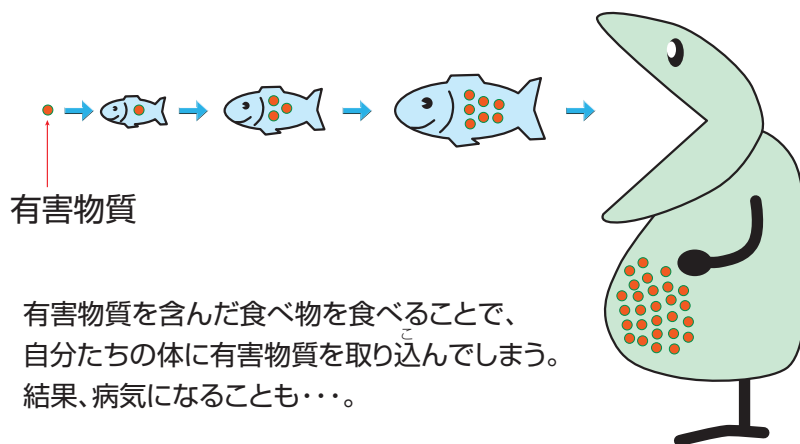 有害物質
有害物質を含んだ食べ物を食べることで、
自分たちの体に有害物質を取り込んでしまう。
こ
結果、病気になることも・・・。